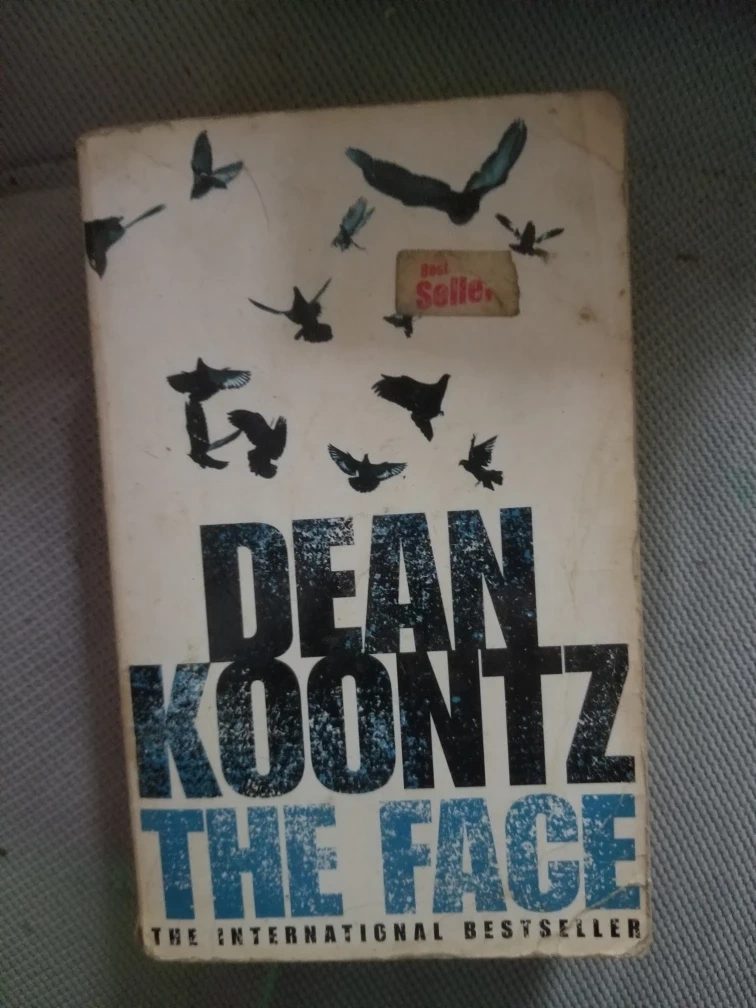 Best
Seller
DEAN
KOONTZ
THE FACE
THE INTERNATIONAL BESTSELLER